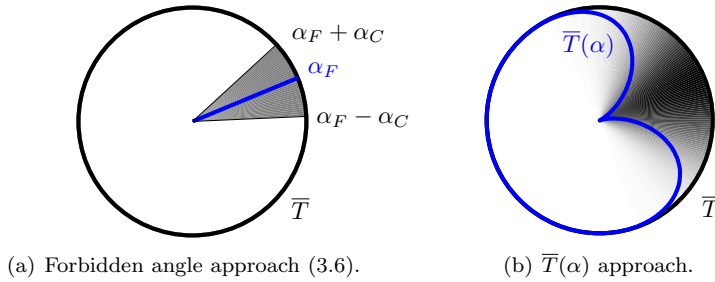 α_F + α_C
α_F
α_F − α_C
T̅
T̅(α)
T̅
(a) Forbidden angle approach (3.6).
(b) T̅(α) approach.